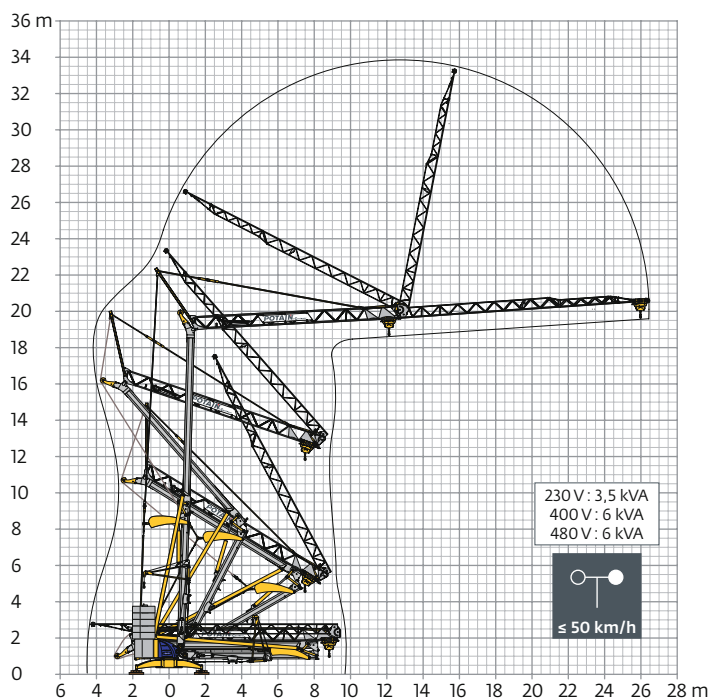 36 m
34
32
30
28
26
24
22
20
18
16
14
12
10
8
6
4
2
0
POTAIN
POTAIN
230 V : 3,5 kVA
400 V : 6 kVA
480 V : 6 kVA
≤ 50 km/h
6 4 2 0 2 4 6 8 10 12 14 16 18 20 22 24 26 28 m